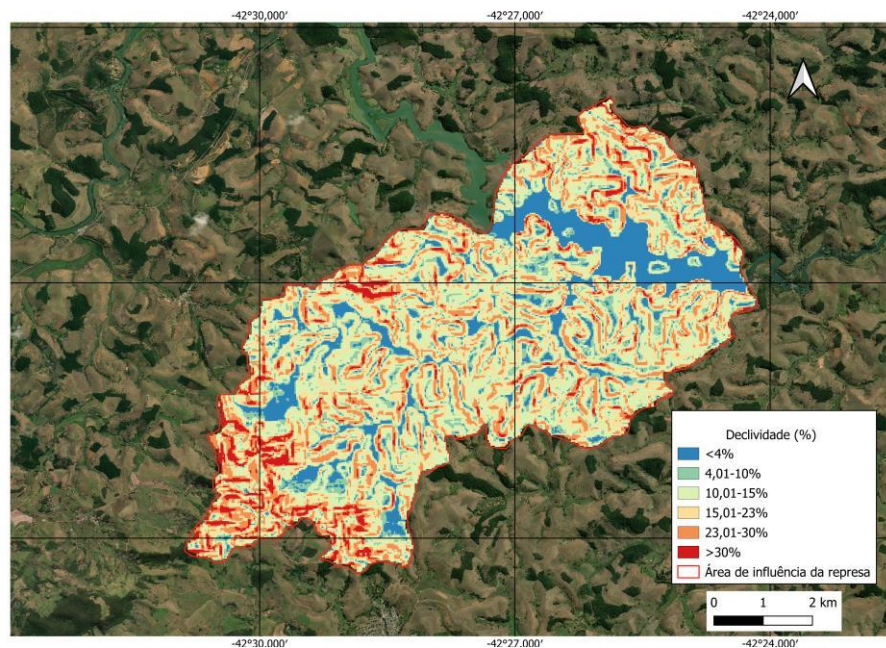 -42°30,000′ -42°27,000′ -42°24,000′
Declividade (%)
<4%
4,01-10%
10,01-15%
15,01-23%
23,01-30%
>30%
Área de influência da represa
0 1 2 km
-42°30,000′ -42°27,000′ -42°24,000′